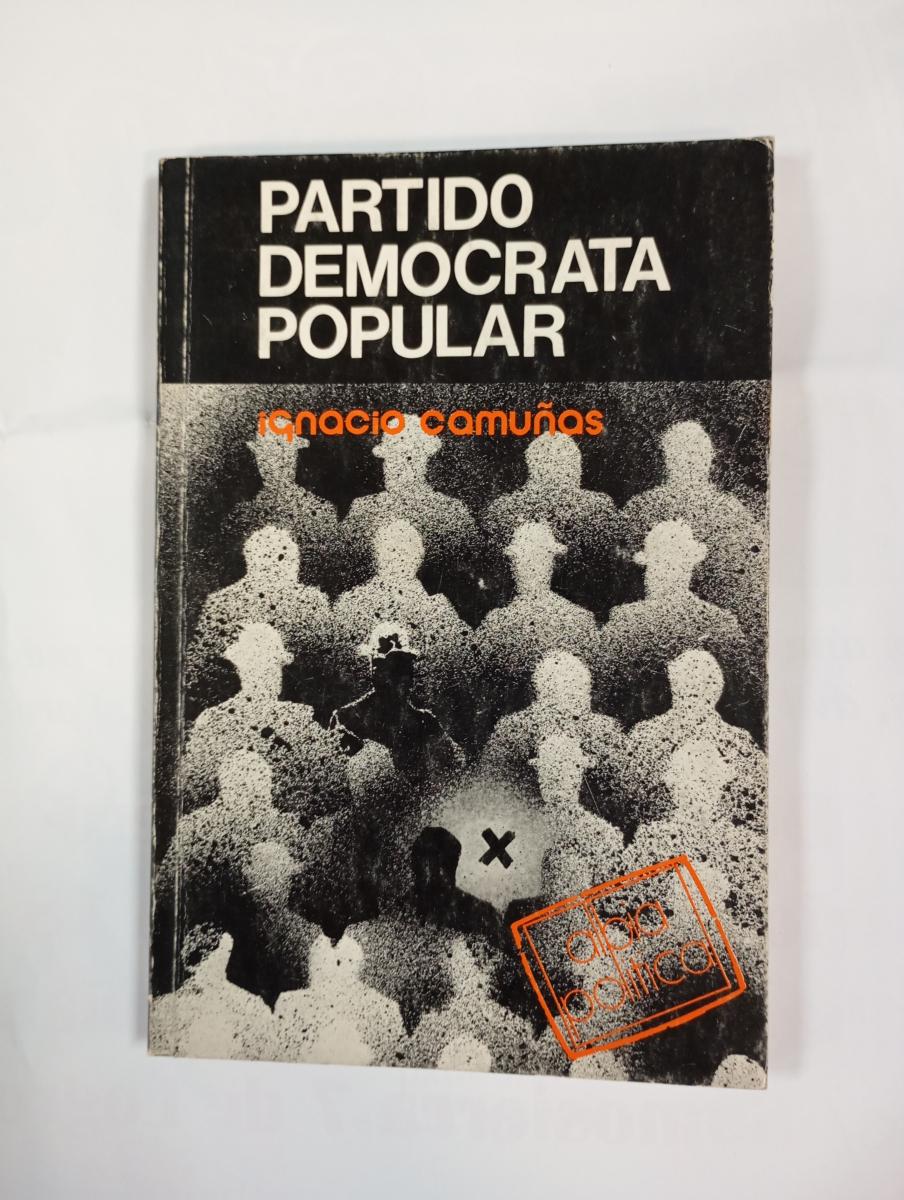 PARTIDO
DEMOCRATA
POPULAR
ignacio camuñas
x
albia
política